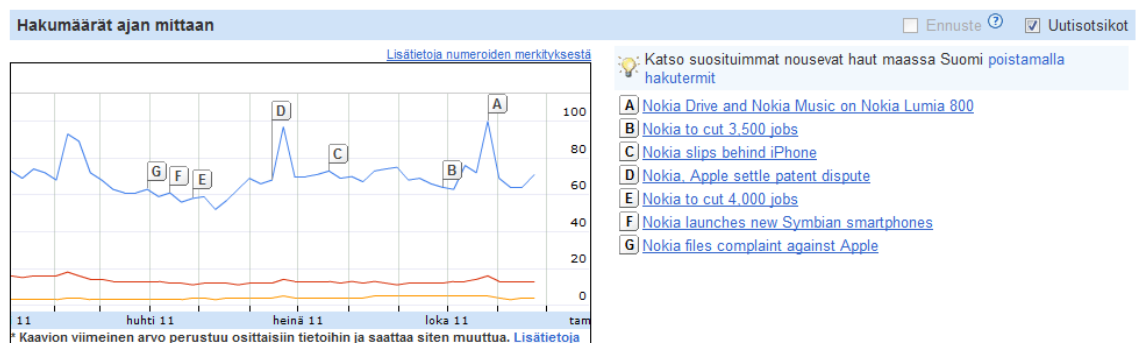 Hakumäärät ajan mittaan
Ennuste ?
Uutisotsikot
Lisätietoja numeroiden merkityksestä
Katso suosituimmat nousevat haut maassa Suomi poistamalla
hakutermit
A Nokia Drive and Nokia Music on Nokia Lumia 800
B Nokia to cut 3,500 jobs
C Nokia slips behind iPhone
D Nokia, Apple settle patent dispute
E Nokia to cut 4,000 jobs
F Nokia launches new Symbian smartphones
G Nokia files complaint against Apple
G
F
E
D
C
B
A
100
80
60
40
20
0
11
huhti 11
heinä 11
loka 11
tam
* Kaavion viimeinen arvo perustuu osittaisiin tietoihin ja saattaa siten muuttua. Lisätietoja